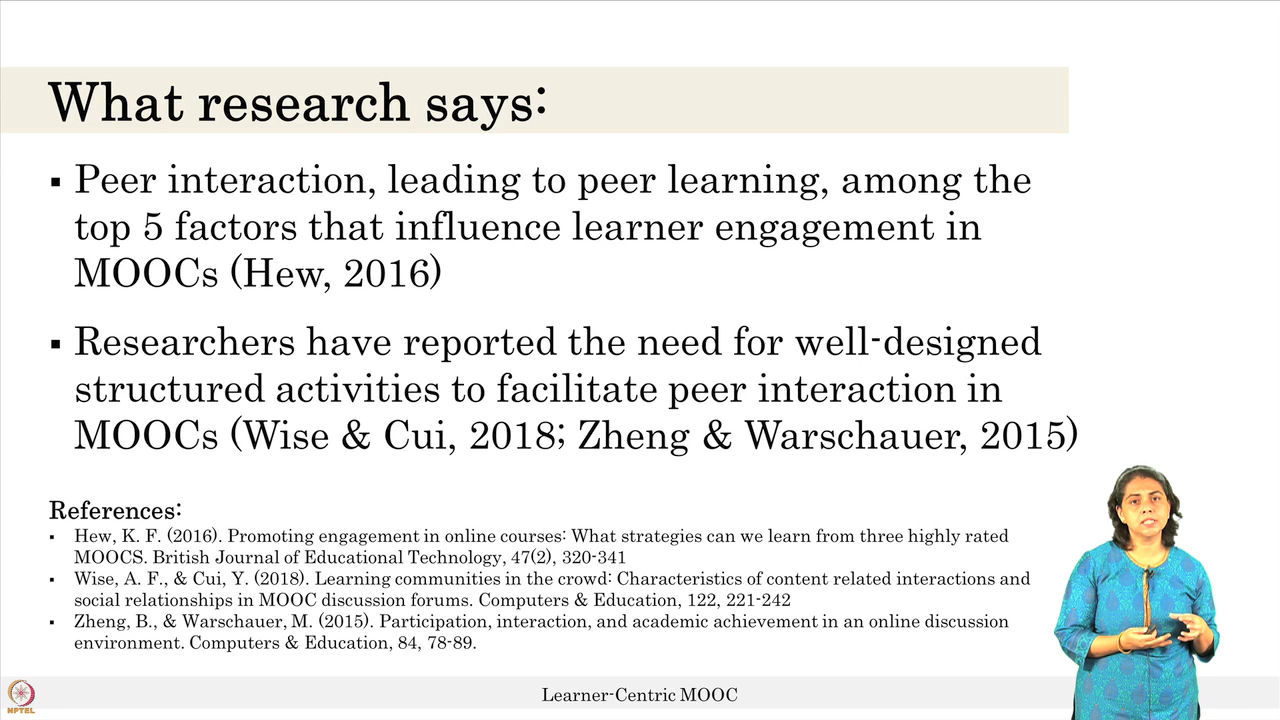 What research says:
▪ Peer interaction, leading to peer learning, among the
top 5 factors that influence learner engagement in
MOOCs (Hew, 2016)
▪ Researchers have reported the need for well-designed
structured activities to facilitate peer interaction in
MOOCs (Wise & Cui, 2018; Zheng & Warschauer, 2015)
References:
▪ Hew, K. F. (2016). Promoting engagement in online courses: What strategies can we learn from three highly rated
MOOCS. British Journal of Educational Technology, 47(2), 320-341
▪ Wise, A. F., & Cui, Y. (2018). Learning communities in the crowd: Characteristics of content related interactions and
social relationships in MOOC discussion forums. Computers & Education, 122, 221-242
▪ Zheng, B., & Warschauer, M. (2015). Participation, interaction, and academic achievement in an online discussion
environment. Computers & Education, 84, 78-89.
NPTEL
Learner-Centric MOOC